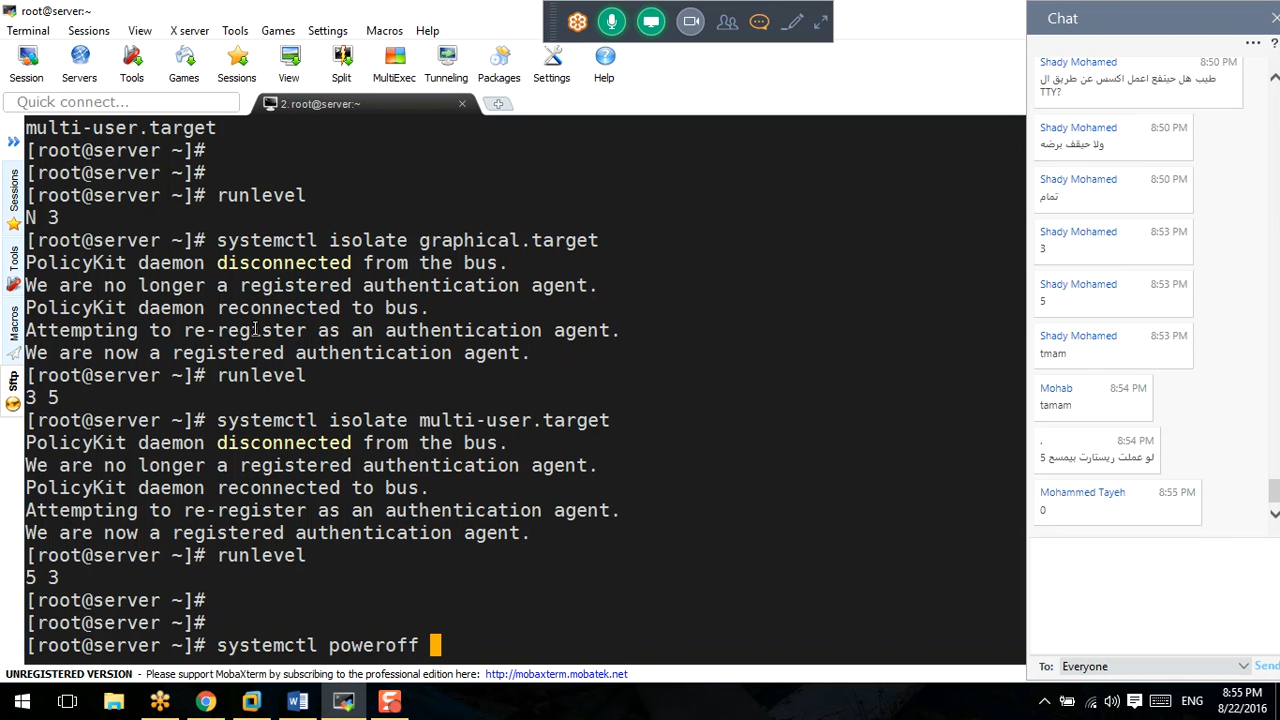 root@server:~
Terminal Sessions View X server Tools Games Settings Macros Help
Session Servers Tools Games Sessions View Split MultiExec Tunneling Packages Settings Help
Quick connect...
2. root@server:~
Sessions
Tools
Macros
Sftp
multi-user.target
[root@server ~]#
[root@server ~]#
[root@server ~]# runlevel
N 3
[root@server ~]# systemctl isolate graphical.target
PolicyKit daemon disconnected from the bus.
We are no longer a registered authentication agent.
PolicyKit daemon reconnected to bus.
Attempting to re-register as an authentication agent.
We are now a registered authentication agent.
[root@server ~]# runlevel
3 5
[root@server ~]# systemctl isolate multi-user.target
PolicyKit daemon disconnected from the bus.
We are no longer a registered authentication agent.
PolicyKit daemon reconnected to bus.
Attempting to re-register as an authentication agent.
We are now a registered authentication agent.
[root@server ~]# runlevel
5 3
[root@server ~]#
[root@server ~]#
[root@server ~]# systemctl poweroff
UNREGISTERED VERSION - Please support MobaXterm by subscribing to the professional edition here: http://mobaxterm.mobatek.net
Chat
Shady Mohamed 8:50 PM
طيب هل حينفع اعمل اكسس عن طريق ال
TTY?
Shady Mohamed 8:50 PM
ولا حيقف برضه
Shady Mohamed 8:50 PM
تمام
Shady Mohamed 8:53 PM
3
Shady Mohamed 8:53 PM
5
Shady Mohamed 8:53 PM
tmam
Mohab 8:54 PM
tamam
. 8:54 PM
لو عملت ريستارت بيمسح 5
Mohammed Tayeh 8:55 PM
0
To: Everyone Send
ENG
8:55 PM
8/22/2016